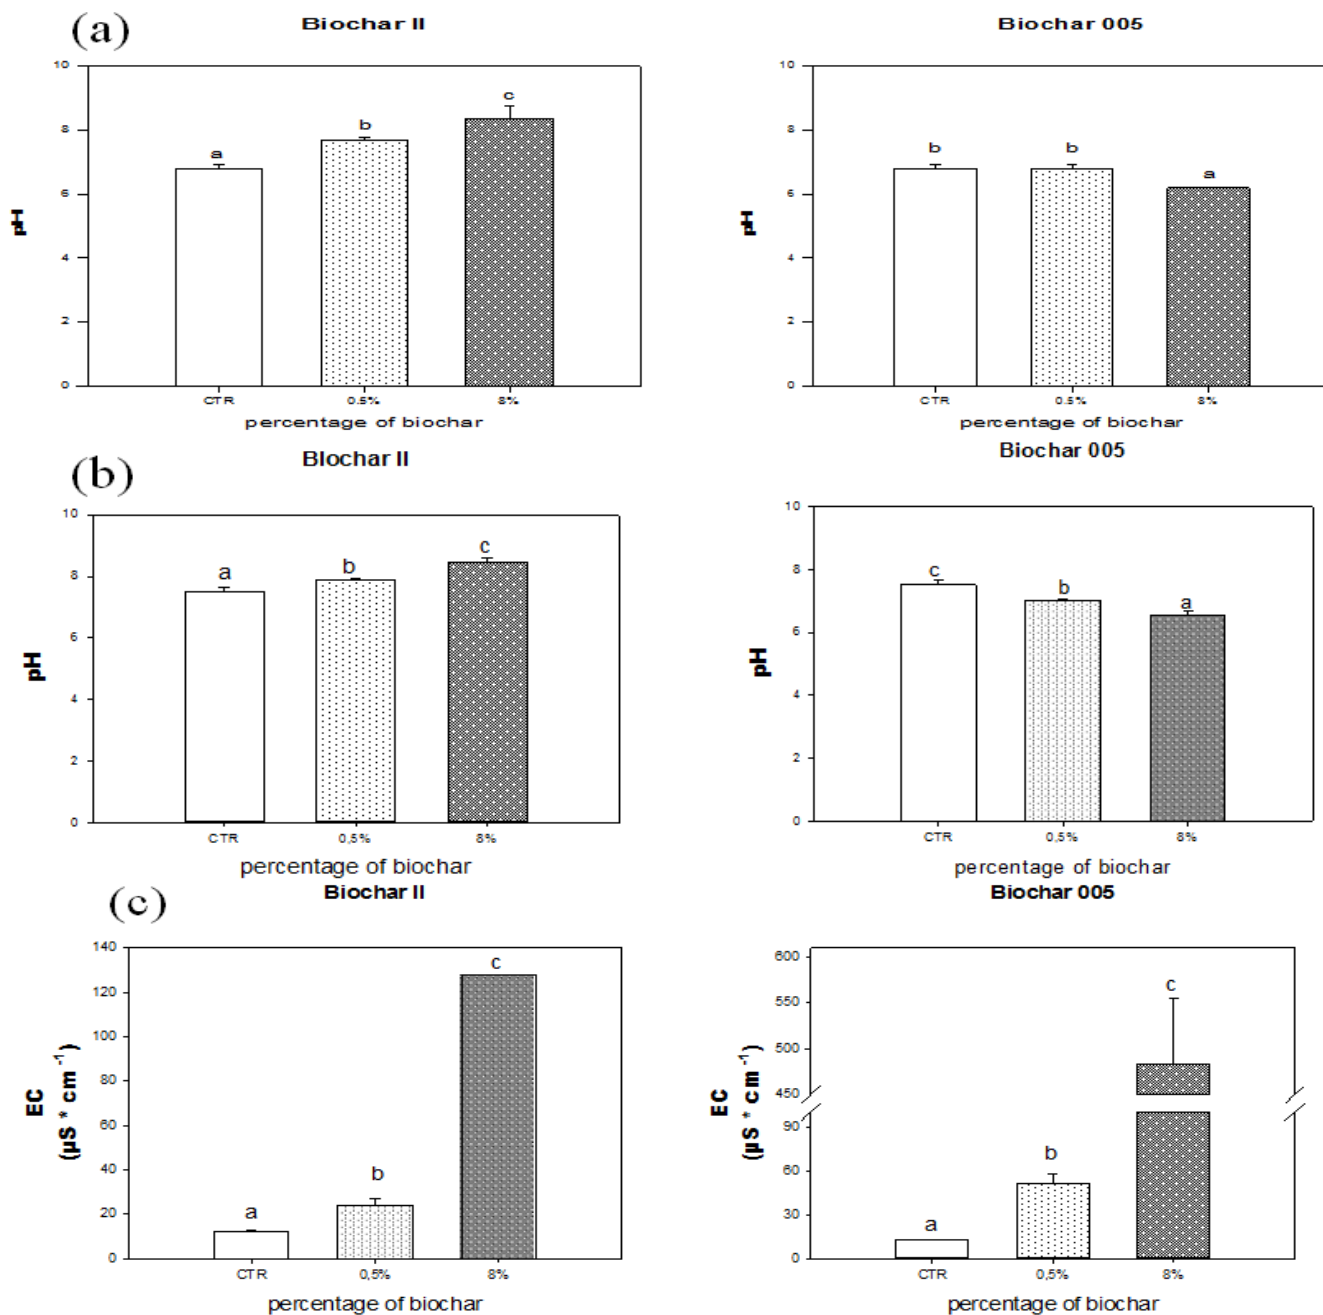 (a)
Biochar II
10
8
6
4
2
0
pH
a
b
c
CTR
0.5%
8%
percentage of biochar
Biochar 005
10
8
6
4
2
0
pH
b
b
a
CTR
0.5%
8%
percentage of biochar
(b)
Biochar II
10
8
6
4
2
0
pH
a
b
c
CTR
0,5%
8%
percentage of biochar
Biochar 005
10
8
6
4
2
0
pH
c
b
a
CTR
0,5%
8%
percentage of biochar
(c)
Biochar II
140
120
100
80
60
40
20
0
EC
(µS * cm⁻¹)
a
b
c
CTR
0,5%
8%
percentage of biochar
Biochar 005
600
550
500
450
90
60
30
0
EC
(µS * cm⁻¹)
a
b
c
CTR
0,5%
8%
percentage of biochar